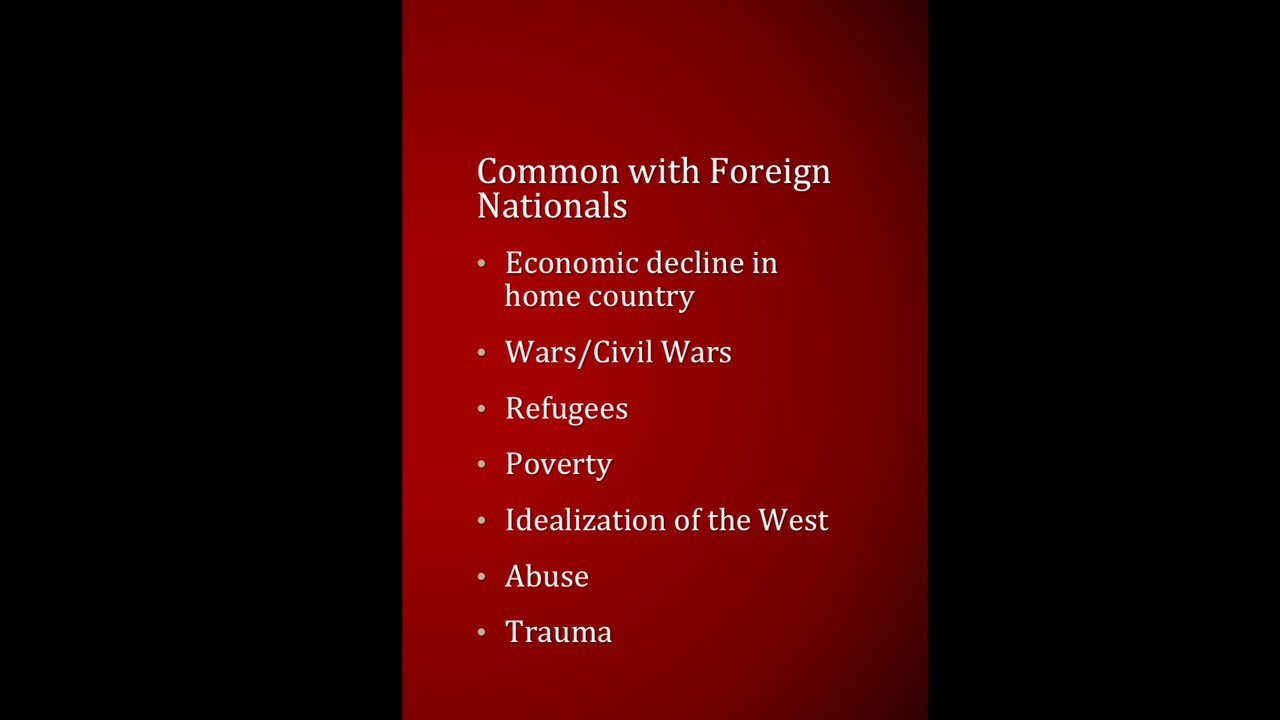 Common with Foreign
Nationals
• Economic decline in
home country
• Wars/Civil Wars
• Refugees
• Poverty
• Idealization of the West
• Abuse
• Trauma